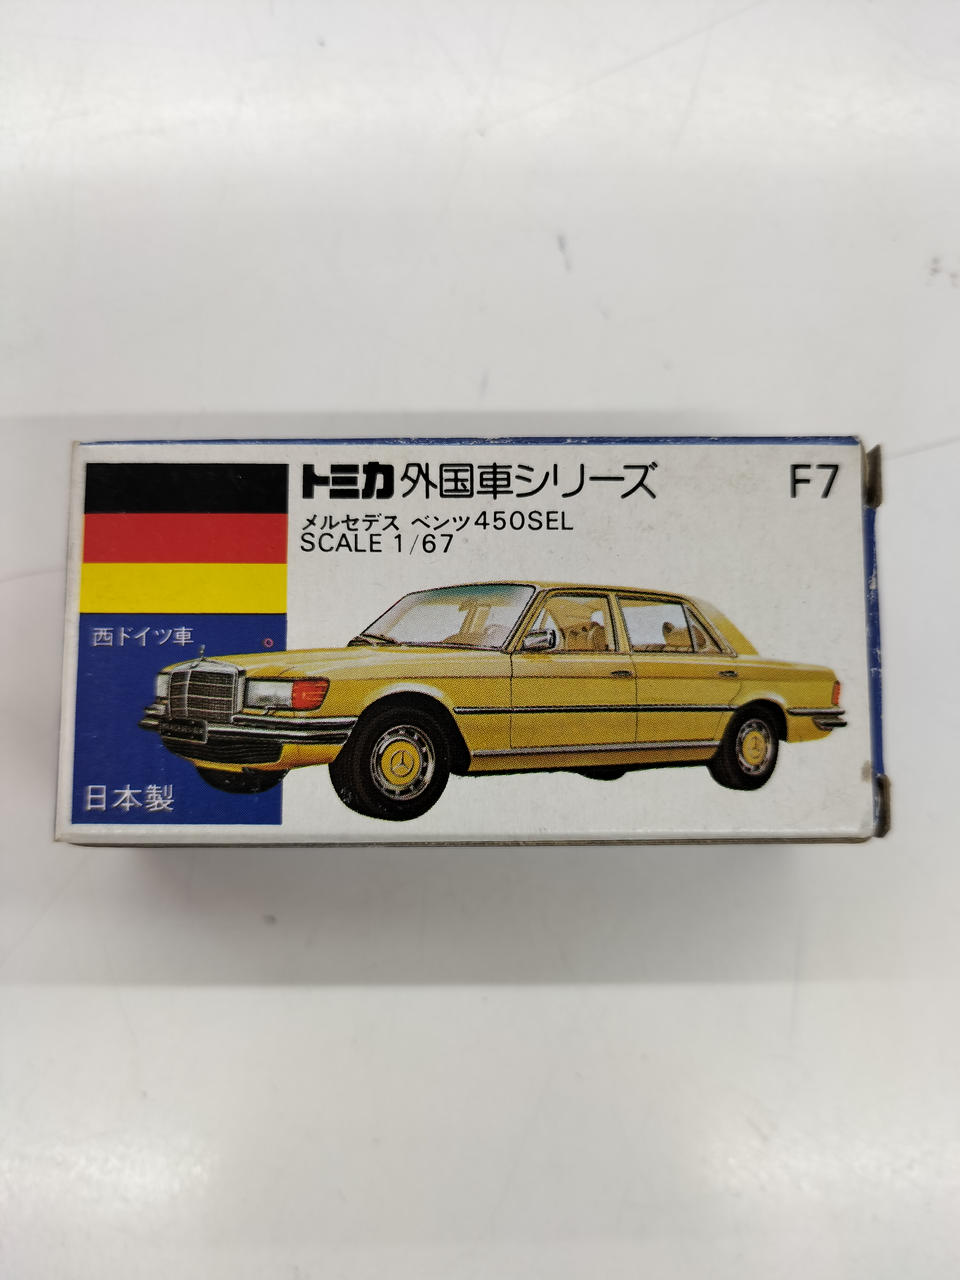 トミカ外国車シリーズ F7
メルセデス ベンツ450SEL
SCALE 1/67
西ドイツ車
日本製